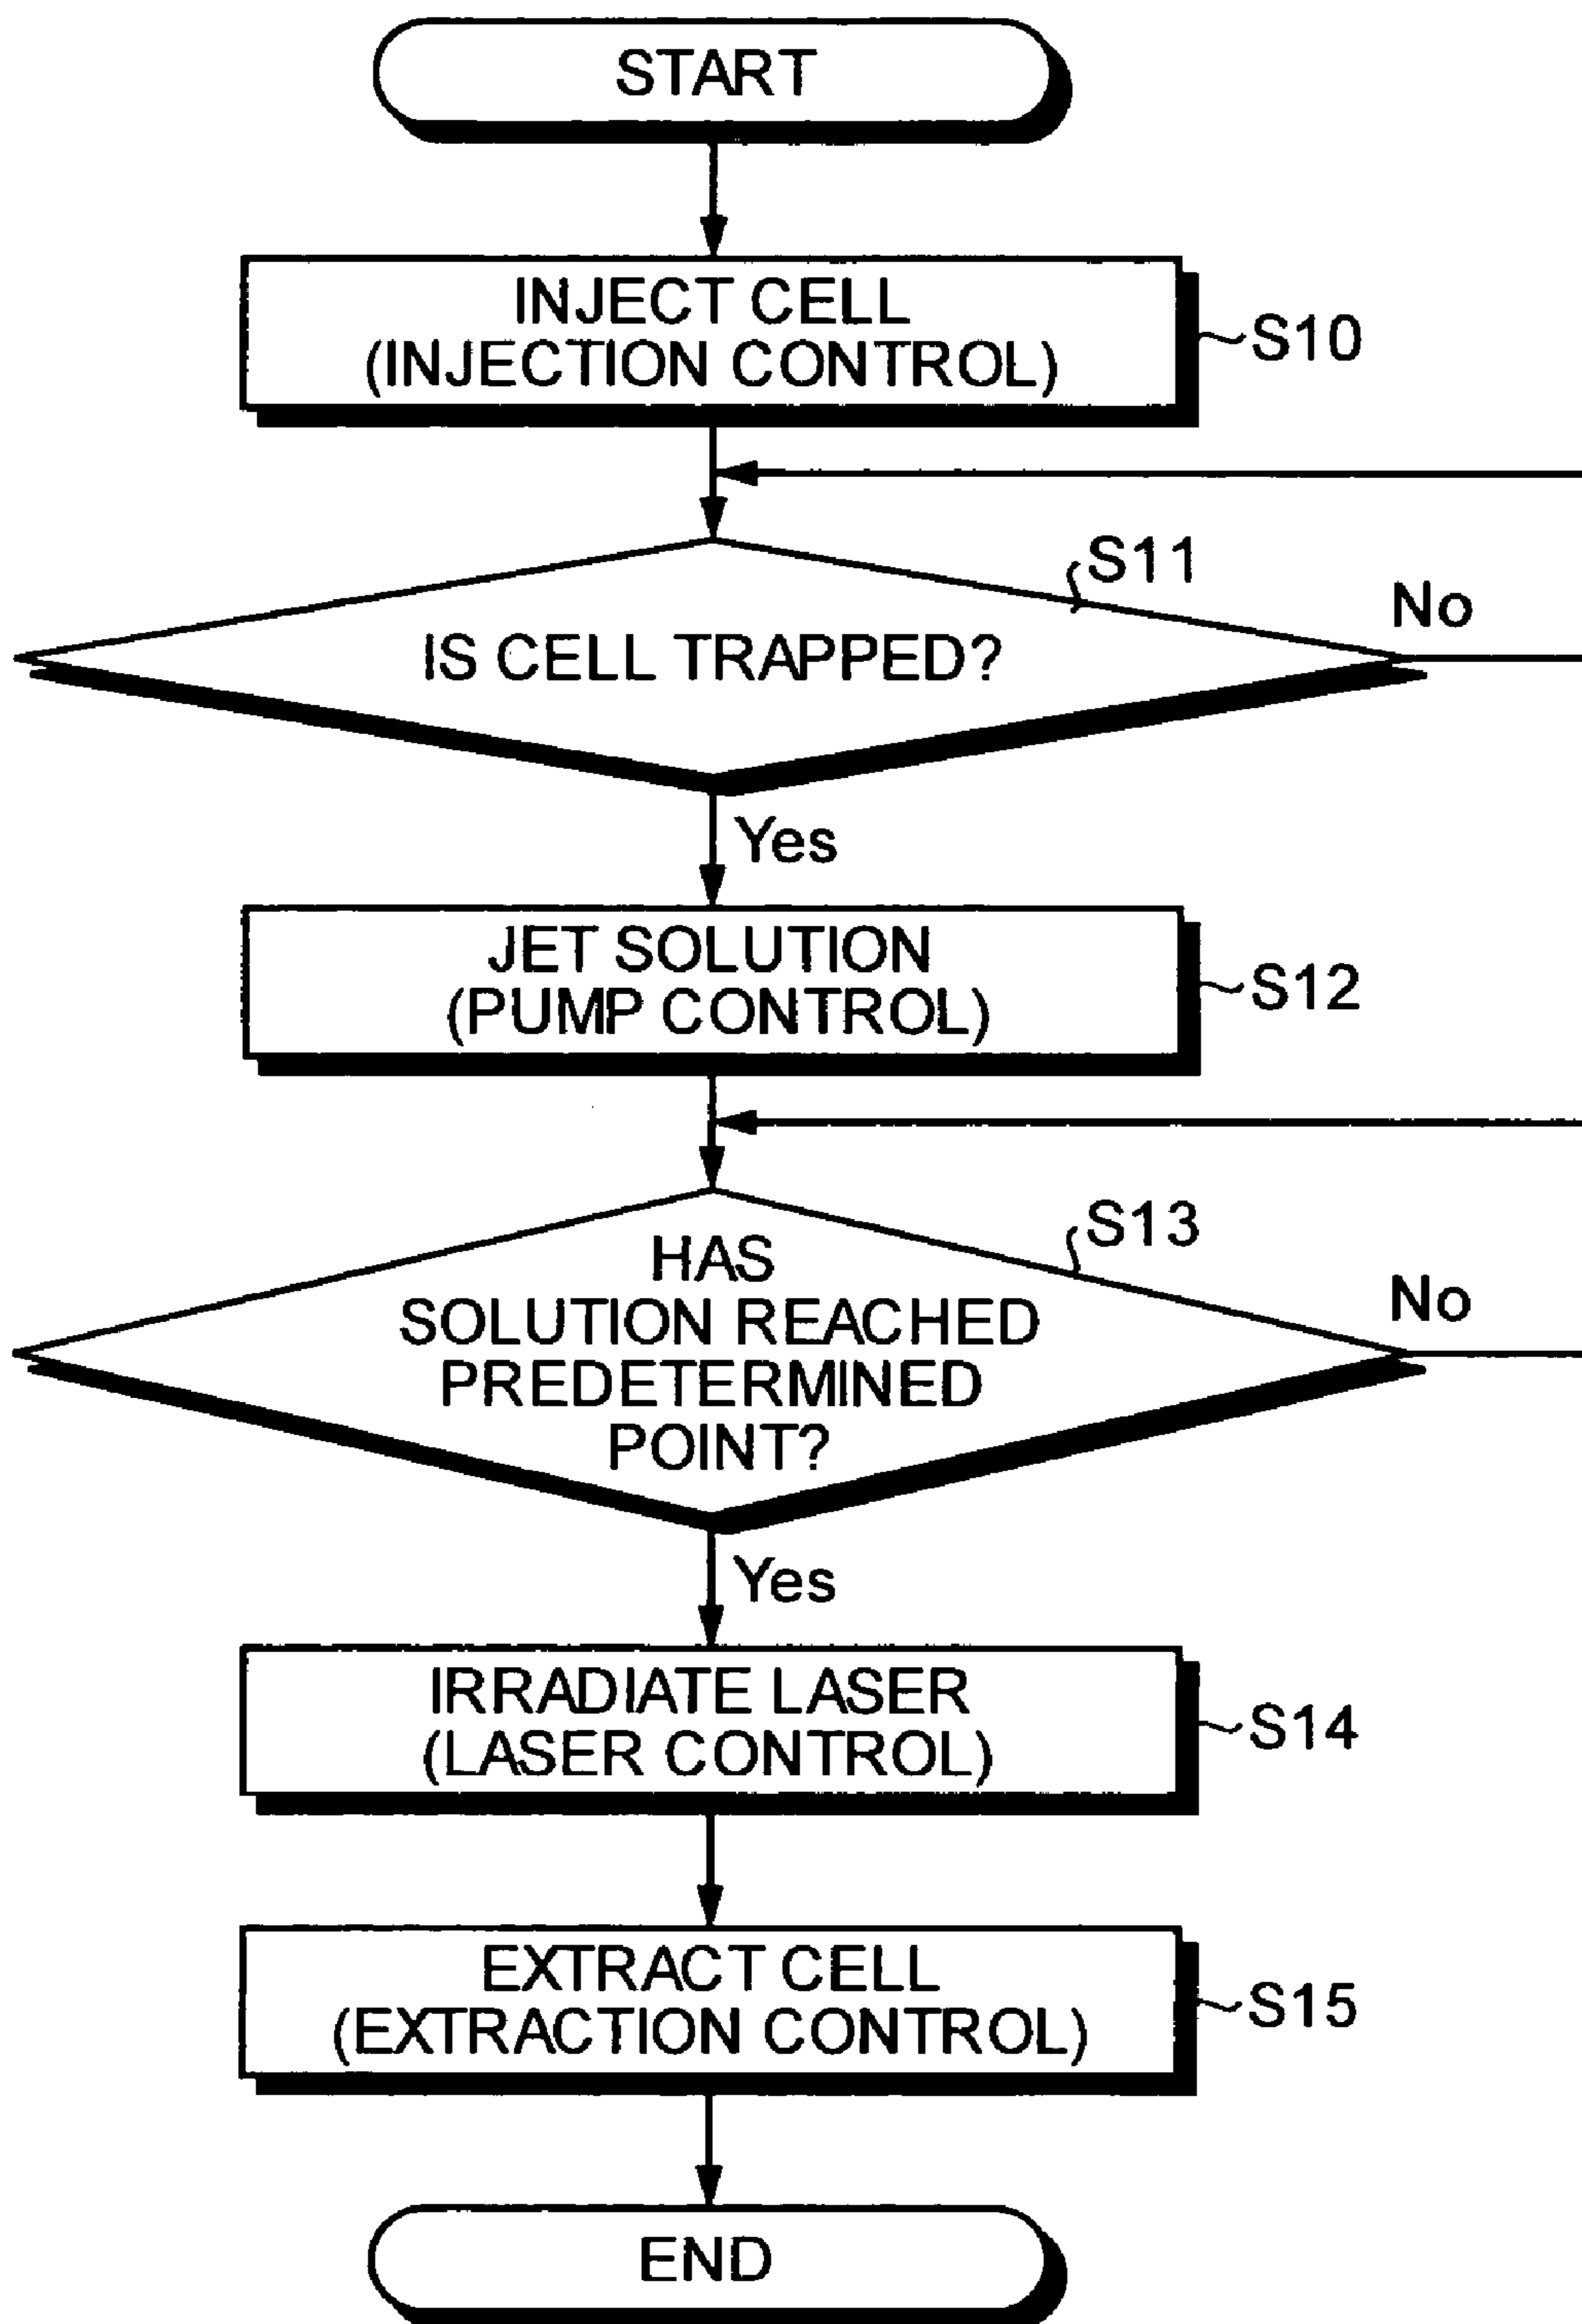 START
INJECT CELL
(INJECTION CONTROL)
S10
S11
No
IS CELL TRAPPED?
Yes
JET SOLUTION
(PUMP CONTROL)
S12
S13
HAS
SOLUTION REACHED
PREDETERMINED
POINT?
No
Yes
IRRADIATE LASER
(LASER CONTROL)
S14
EXTRACT CELL
(EXTRACTION CONTROL)
S15
END